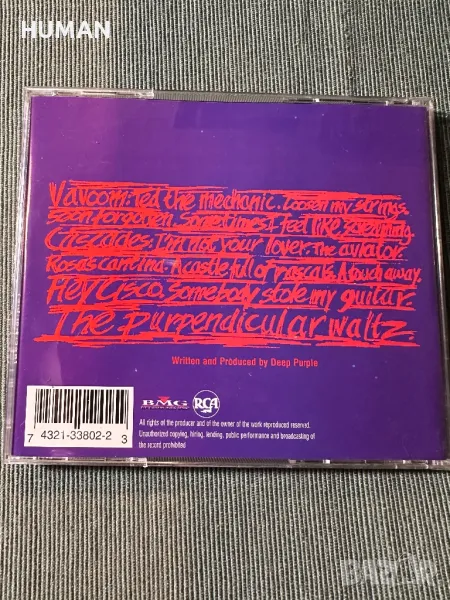 HUMAN
Vavoom: Ted the mechanic. Loosen my strings.
Soon forgotten. Sometimes I feel like screaming.
Cascades: I'm not your lover. The aviator.
Rosa's cantina. A castle full of rascals. A touch away.
Hey Cisco. Somebody stole my guitar.
The purpendicular waltz.
Written and Produced by Deep Purple
BMG
RCA
All rights of the producer and of the owner of the work reproduced reserved.
Unauthorized copying, hiring, lending, public performance and broadcasting of
the record prohibited
7 4321-33802-2 3
BAZAR